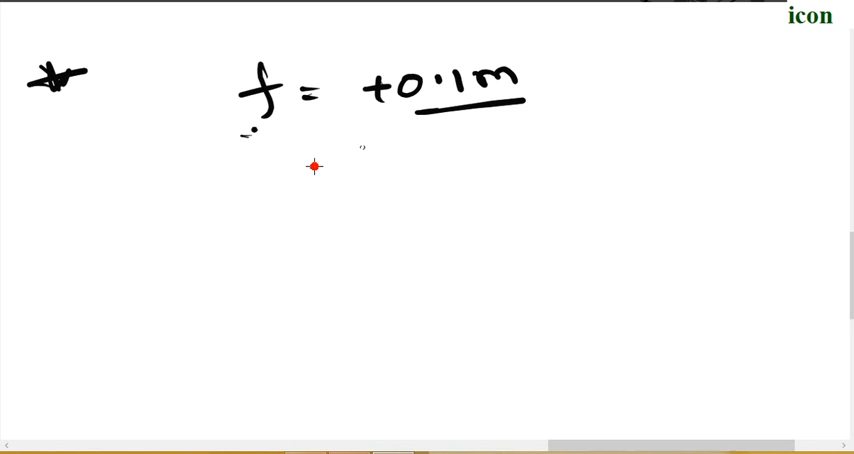 icon
f = +0.1m